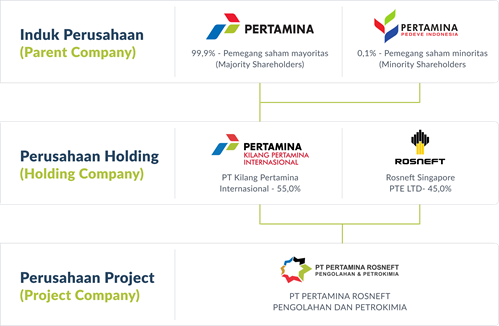 Induk Perusahaan
(Parent Company)
PERTAMINA
99,9% - Pemegang saham mayoritas
(Majority Shareholders)
PERTAMINA
PEDEVE INDONESIA
0,1% - Pemegang saham minoritas
(Minority Shareholders
Perusahaan Holding
(Holding Company)
PERTAMINA
KILANG PERTAMINA
INTERNASIONAL
PT Kilang Pertamina
Internasional - 55,0%
ROSNEFT
Rosneft Singapore
PTE LTD- 45,0%
Perusahaan Project
(Project Company)
PT PERTAMINA ROSNEFT
PENGOLAHAN & PETROKIMIA
PT PERTAMINA ROSNEFT
PENGOLAHAN DAN PETROKIMIA